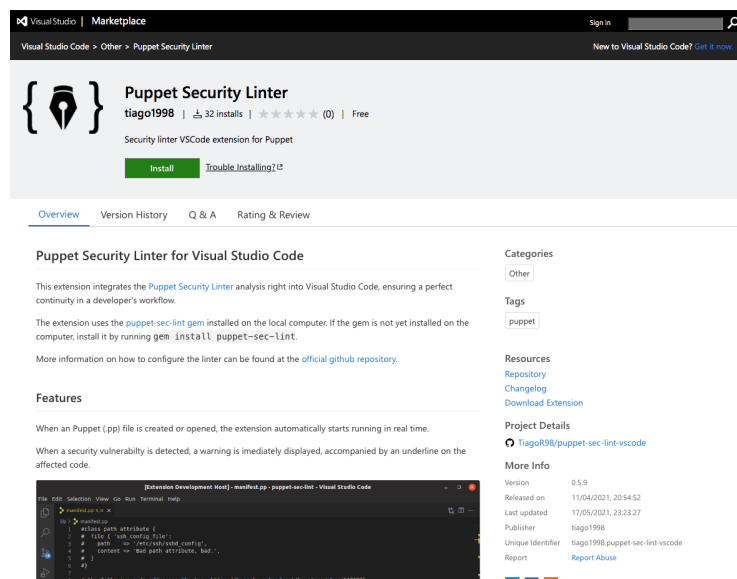 Visual Studio | Marketplace
Sign in
Visual Studio Code > Other > Puppet Security Linter
New to Visual Studio Code? Get it now.
Puppet Security Linter
tiago1998 | 32 installs | (0) | Free
Security linter VSCode extension for Puppet
Install Trouble Installing?
Overview Version History Q & A Rating & Review
Puppet Security Linter for Visual Studio Code
This extension integrates the Puppet Security Linter analysis right into Visual Studio Code, ensuring a perfect
continuity in a developer's workflow.
The extension uses the puppet-sec-lint gem installed on the local computer. If the gem is not yet installed on the
computer, install it by running gem install puppet-sec-lint.
More information on how to configure the linter can be found at the official github repository.
Features
When an Puppet (.pp) file is created or opened, the extension automatically starts running in real time.
When a security vulnerabilty is detected, a warning is imediately displayed, accompanied by an underline on the
affected code.
[Extension Development Host] - manifest.pp - puppet-sec-lint - Visual Studio Code
File Edit Selection View Go Run Terminal Help
manifest.pp
lib > manifest.pp
1 #class path_attribute {
2 # file { 'ssh_config_file':
3 # path => '/etc/ssh/sshd_config',
4 # content => 'Bad path attribute, bad.',
5 # }
6 #}
7
Categories
Other
Tags
puppet
Resources
Repository
Changelog
Download Extension
Project Details
TiagoR98/puppet-sec-lint-vscode
More Info
Version 0.5.9
Released on 11/04/2021, 20:54:52
Last updated 17/05/2021, 23:23:27
Publisher tiago1998
Unique Identifier tiago1998.puppet-sec-lint-vscode
Report Report Abuse